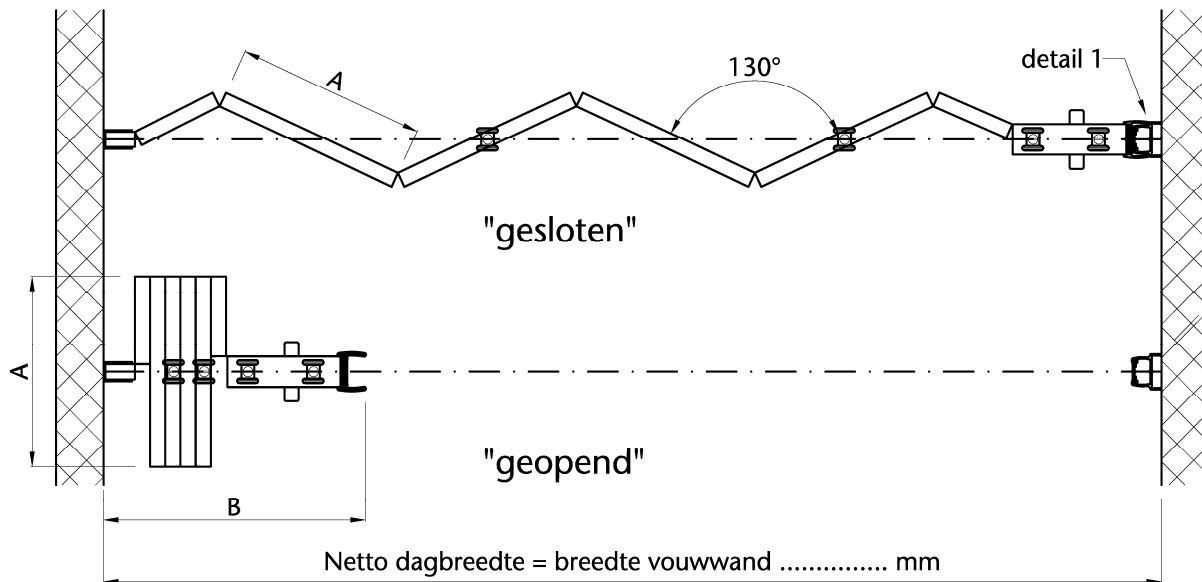 A
130°
detail 1
"gesloten"
A
"geopend"
B
Netto dagbreedte = breedte vouwwand ............... mm